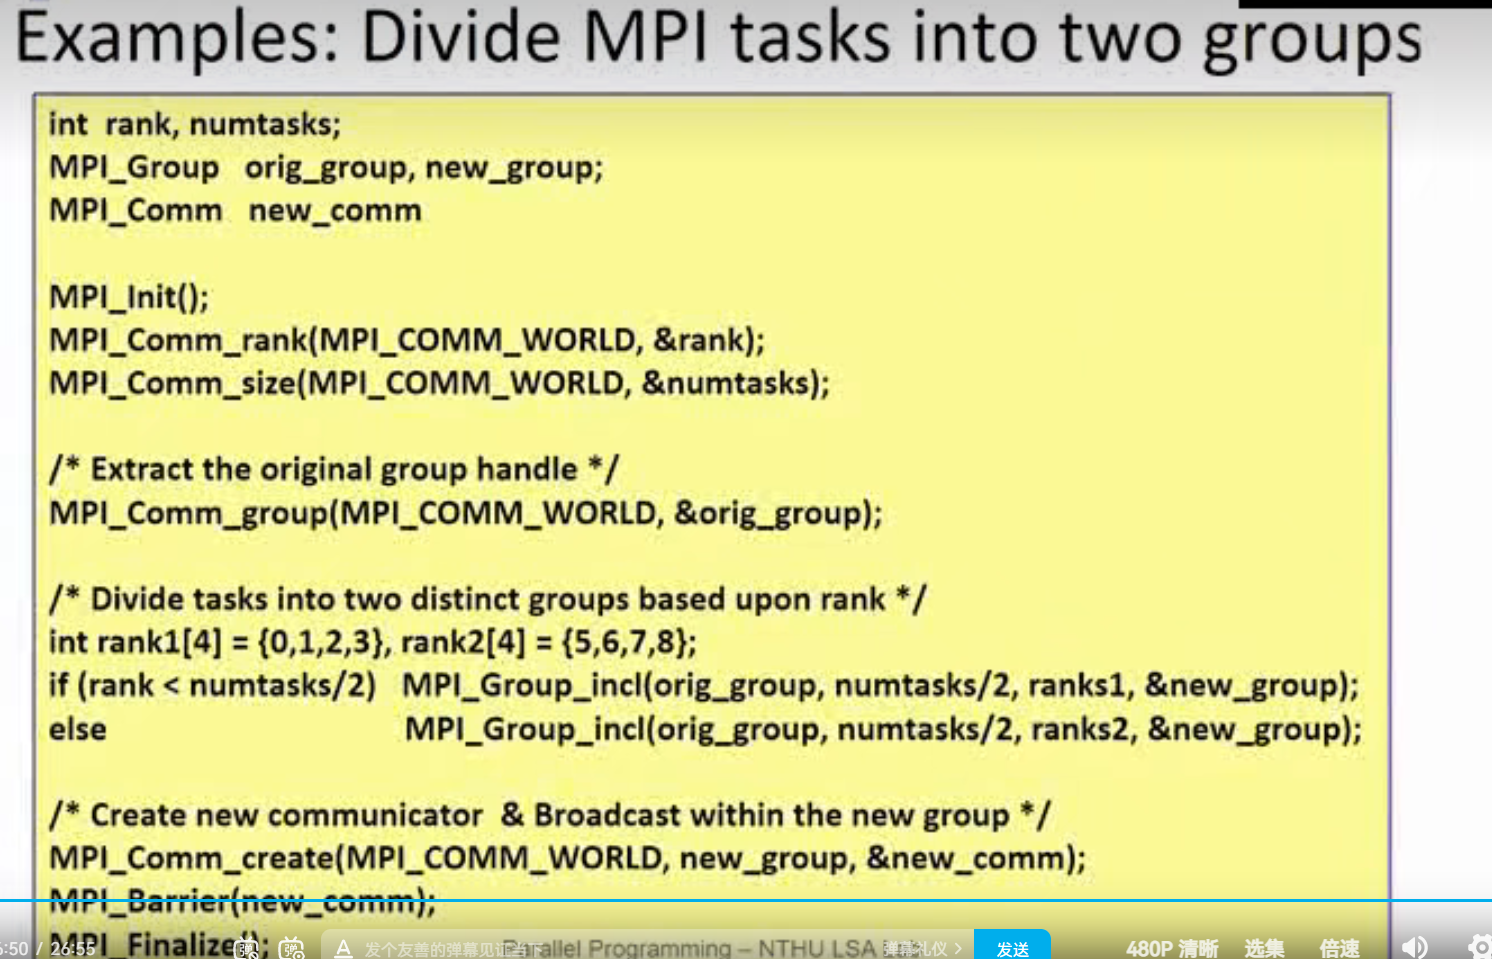 Examples: Divide MPI tasks into two groups
int rank, numtasks;
MPI_Group orig_group, new_group;
MPI_Comm new_comm
MPI_Init();
MPI_Comm_rank(MPI_COMM_WORLD, &rank);
MPI_Comm_size(MPI_COMM_WORLD, &numtasks);
/* Extract the original group handle */
MPI_Comm_group(MPI_COMM_WORLD, &orig_group);
/* Divide tasks into two distinct groups based upon rank */
int rank1[4] = {0,1,2,3}, rank2[4] = {5,6,7,8};
if (rank < numtasks/2) MPI_Group_incl(orig_group, numtasks/2, ranks1, &new_group);
else MPI_Group_incl(orig_group, numtasks/2, ranks2, &new_group);
/* Create new communicator & Broadcast within the new group */
MPI_Comm_create(MPI_COMM_WORLD, new_group, &new_comm);
MPI_Barrier(new_comm);
MPI_Finalize();
:50 / 26:55
发个友善的弹幕见证当下
Parallel Programming – NTHU LSA
弹幕礼仪 >
发送
480P 清晰
选集
倍速